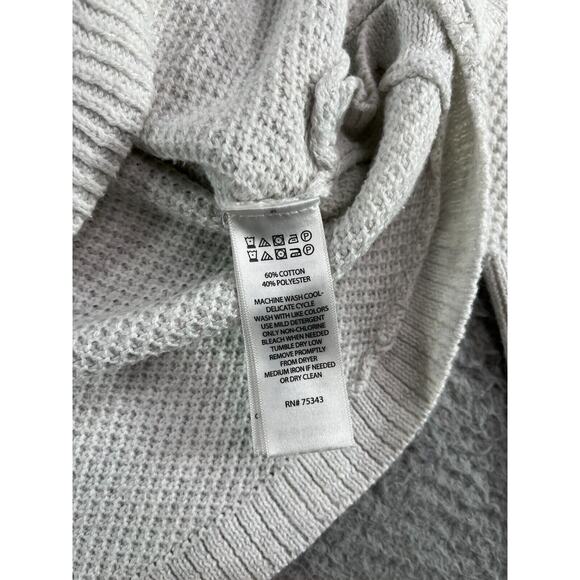 60% COTTON
40% POLYESTER
MACHINE WASH COOL-
DELICATE CYCLE
WASH WITH LIKE COLORS
USE MILD DETERGENT
ONLY NON-CHLORINE
BLEACH WHEN NEEDED
TUMBLE DRY LOW
REMOVE PROMPTLY
FROM DRYER
MEDIUM IRON IF NEEDED
OR DRY CLEAN
RN# 75343